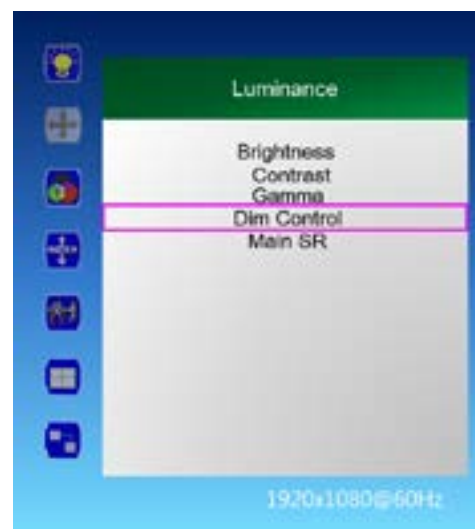 Luminance
Brightness
Contrast
Gamma
Dim Control
Main SR
1920x1080@60Hz